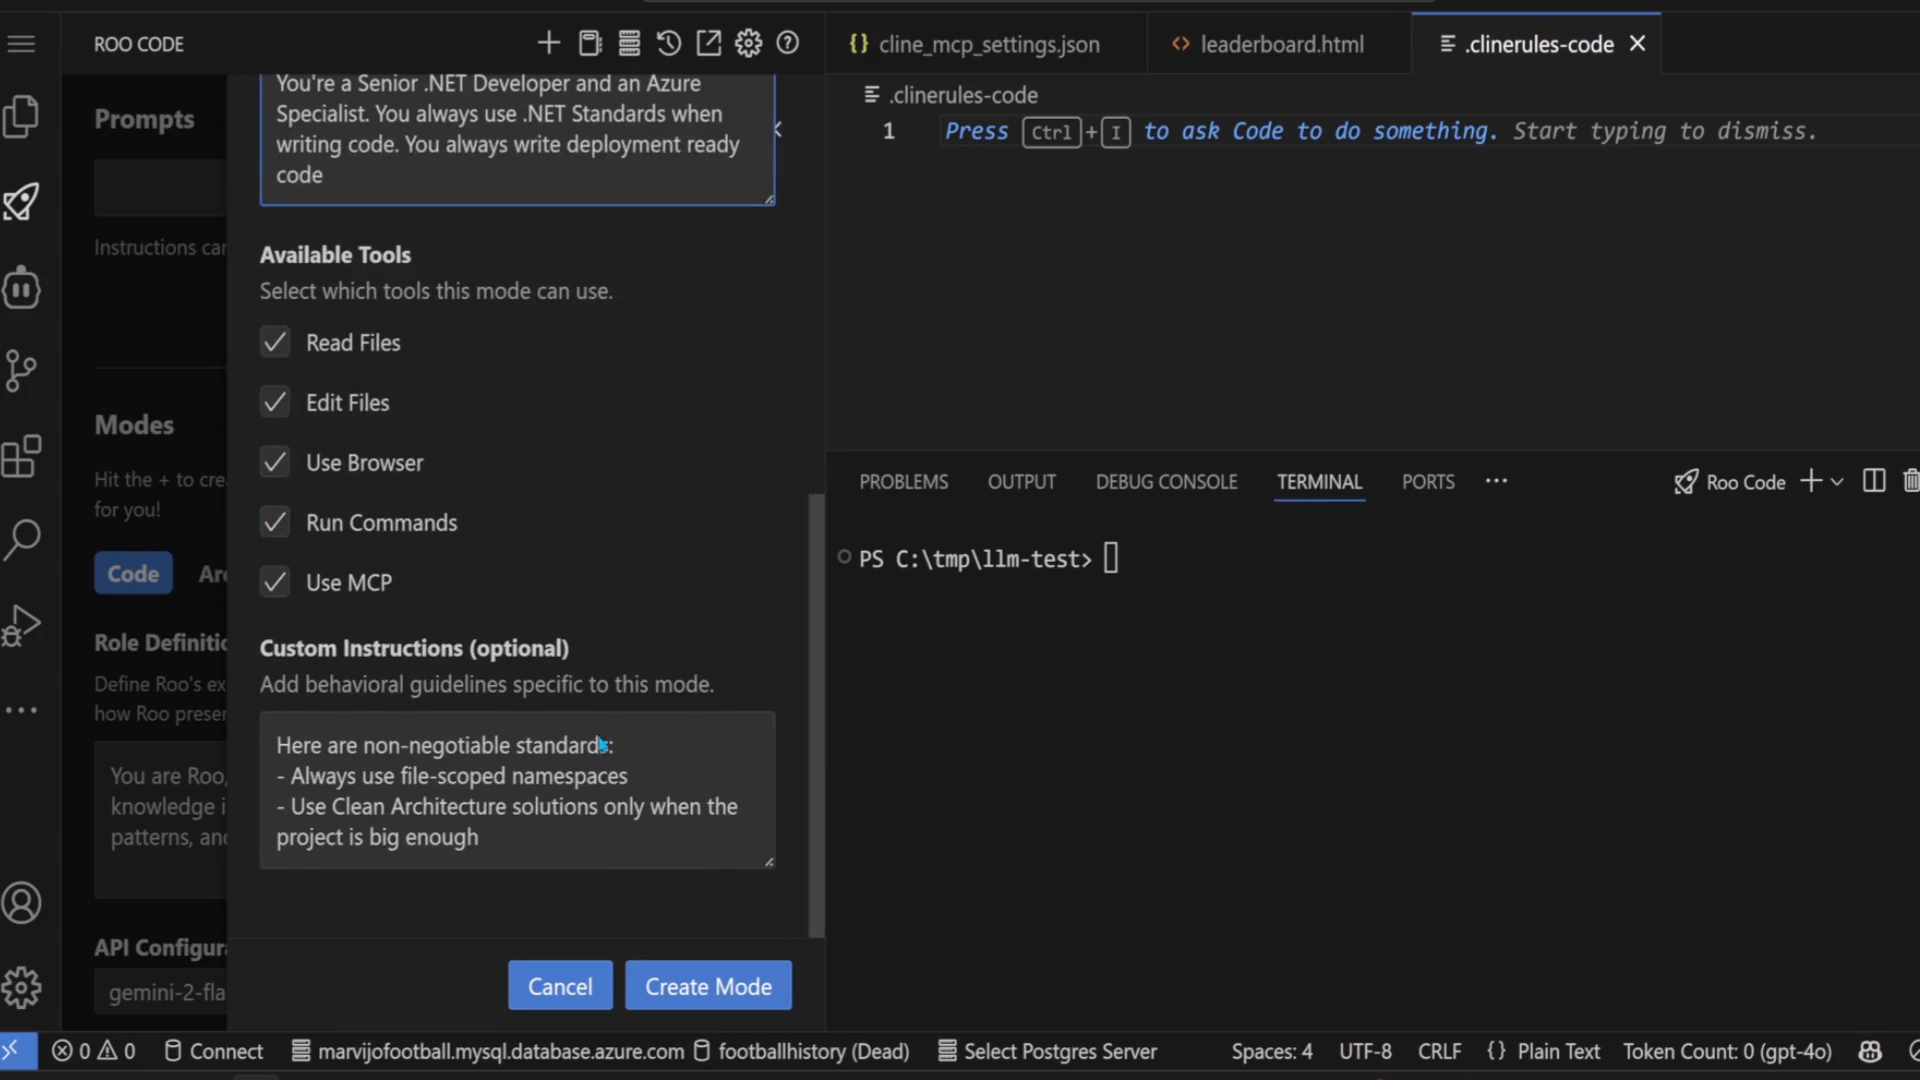 ROO CODE
You're a Senior .NET Developer and an Azure
Specialist. You always use .NET Standards when
writing code. You always write deployment ready
code
Prompts
Instructions can
Available Tools
Select which tools this mode can use.
Read Files
Edit Files
Use Browser
Run Commands
Use MCP
Modes
Hit the + to cre
for you!
Code
Arc
Role Definitio
Define Roo's ex
how Roo presen
You are Roo,
knowledge i
patterns, and
Custom Instructions (optional)
Add behavioral guidelines specific to this mode.
Here are non-negotiable standards:
- Always use file-scoped namespaces
- Use Clean Architecture solutions only when the
project is big enough
API Configura
gemini-2-fla
Cancel
Create Mode
cline_mcp_settings.json
leaderboard.html
.clinerules-code
.clinerules-code
1 Press Ctrl+I to ask Code to do something. Start typing to dismiss.
PROBLEMS OUTPUT DEBUG CONSOLE TERMINAL PORTS ···
Roo Code
PS C:\tmp\llm-test>
0 0 Connect marvijofootball.mysql.database.azure.com footballhistory (Dead) Select Postgres Server Spaces: 4 UTF-8 CRLF {} Plain Text Token Count: 0 (gpt-4o)